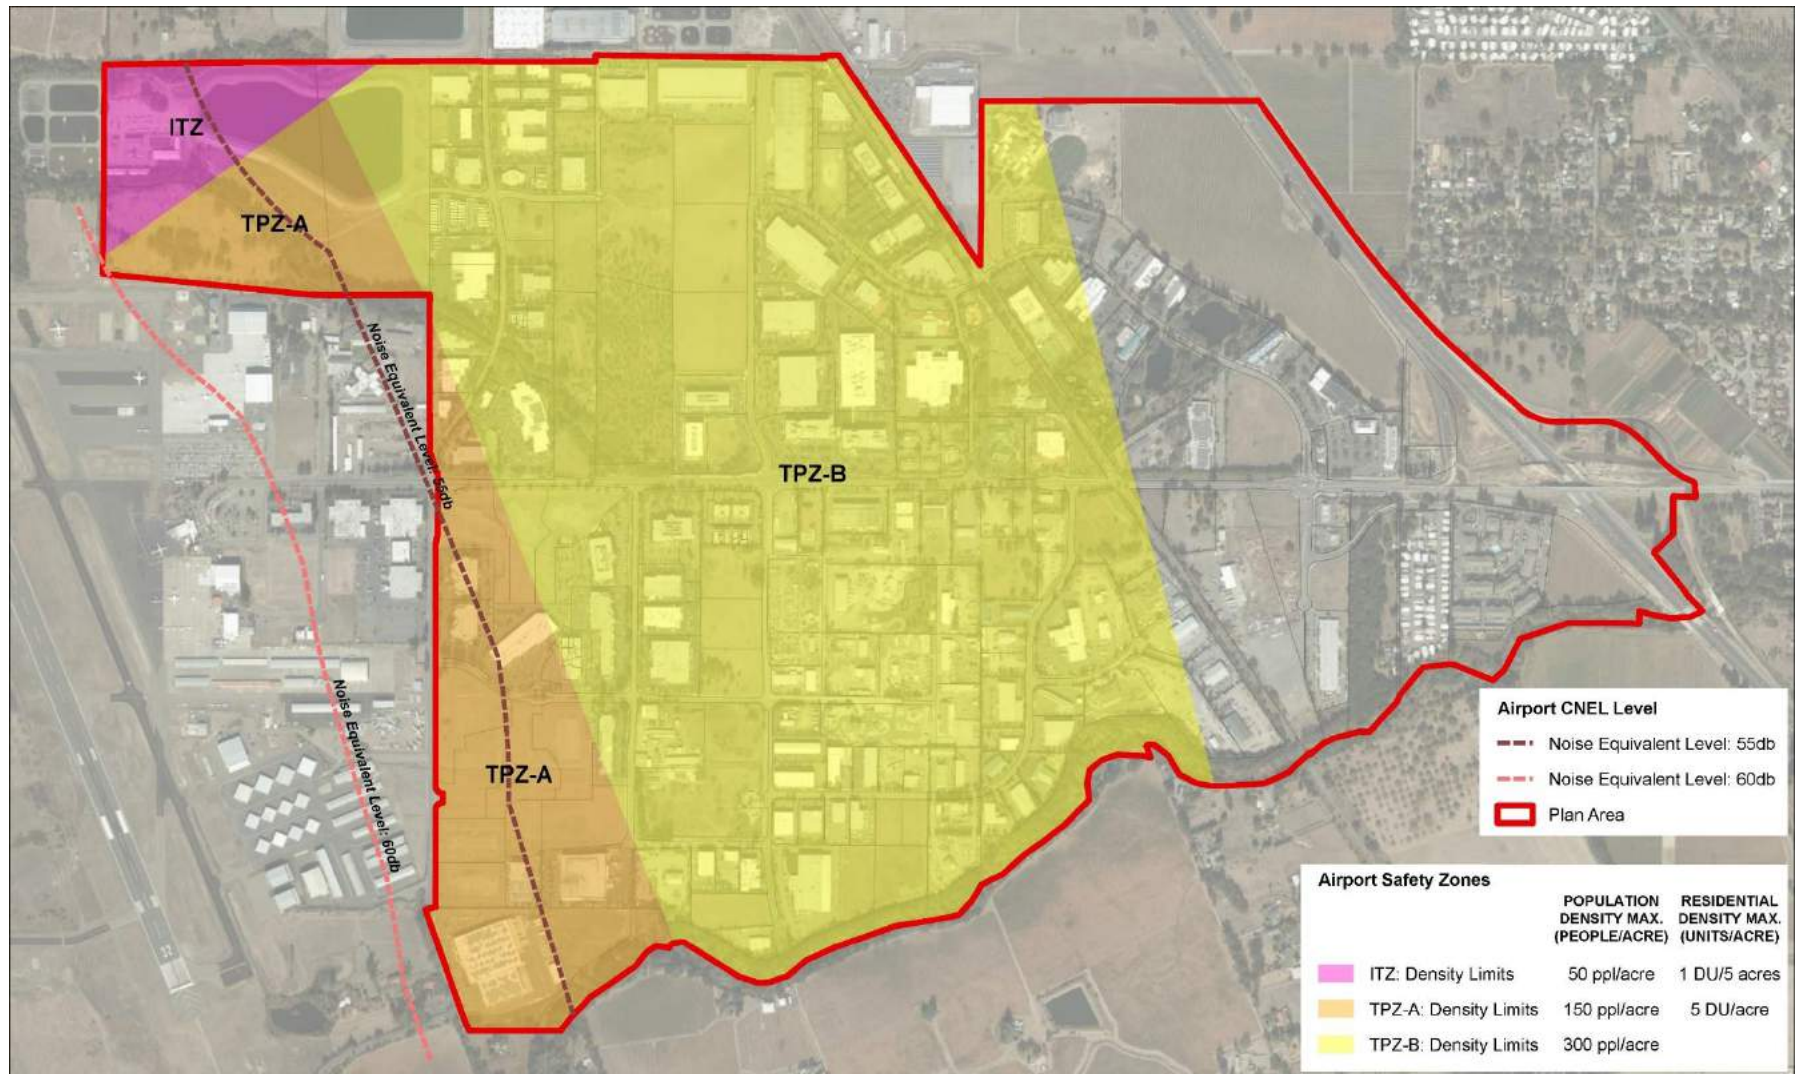 ITZ
TPZ-A
Noise Equivalent Level: 55db
TPZ-B
Noise Equivalent Level: 60db
TPZ-A
Airport CNEL Level
Noise Equivalent Level: 55db
Noise Equivalent Level: 60db
Plan Area
Airport Safety Zones
POPULATION DENSITY MAX. (PEOPLE/ACRE)
RESIDENTIAL DENSITY MAX. (UNITS/ACRE)
ITZ: Density Limits 50 ppl/acre 1 DU/5 acres
TPZ-A: Density Limits 150 ppl/acre 5 DU/acre
TPZ-B: Density Limits 300 ppl/acre